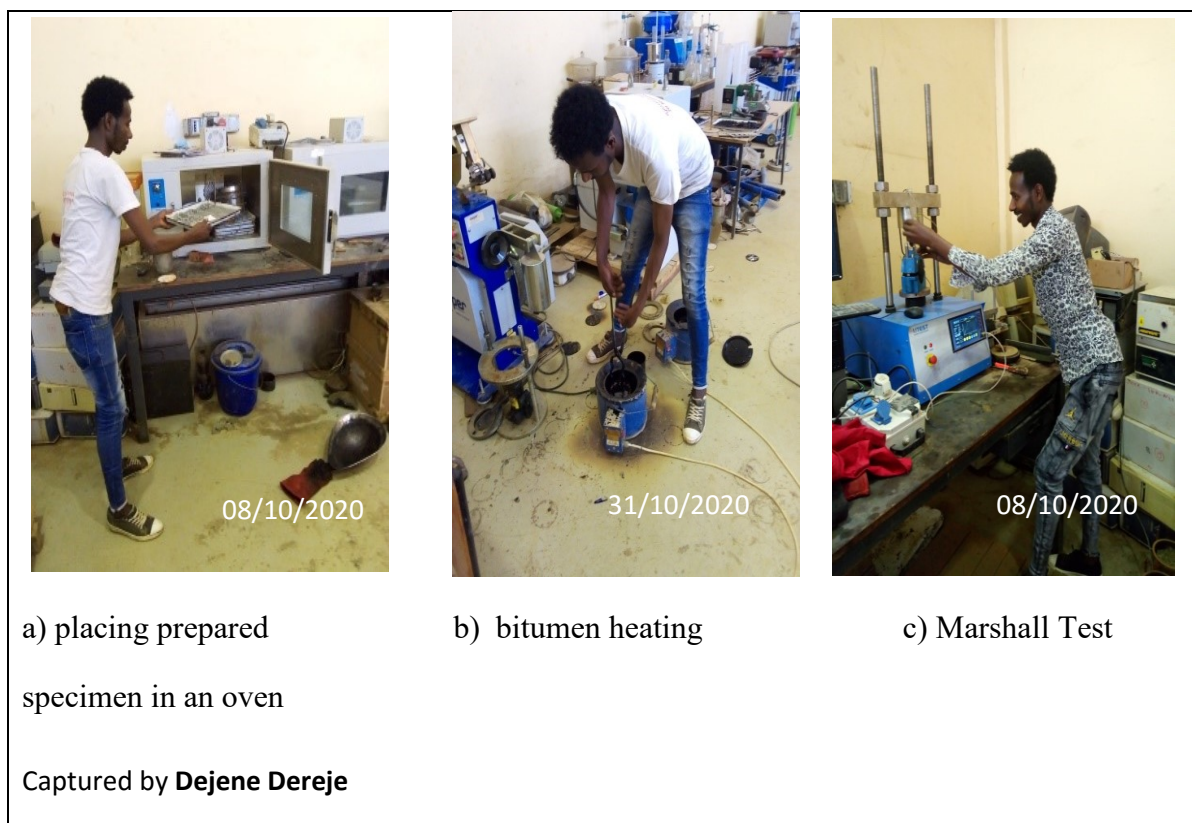 08/10/2020
31/10/2020
08/10/2020
a) placing prepared
specimen in an oven
b) bitumen heating
c) Marshall Test
Captured by Dejene Dereje